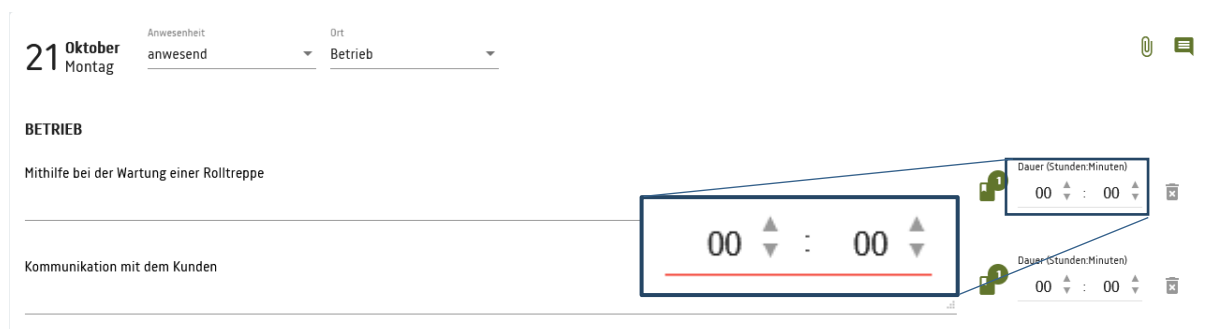 21 Oktober
Montag
Anwesenheit
anwesend
Ort
Betrieb
BETRIEB
Mithilfe bei der Wartung einer Rolltreppe
1
Dauer (Stunden:Minuten)
00 : 00
00 : 00
Kommunikation mit dem Kunden
1
Dauer (Stunden:Minuten)
00 : 00